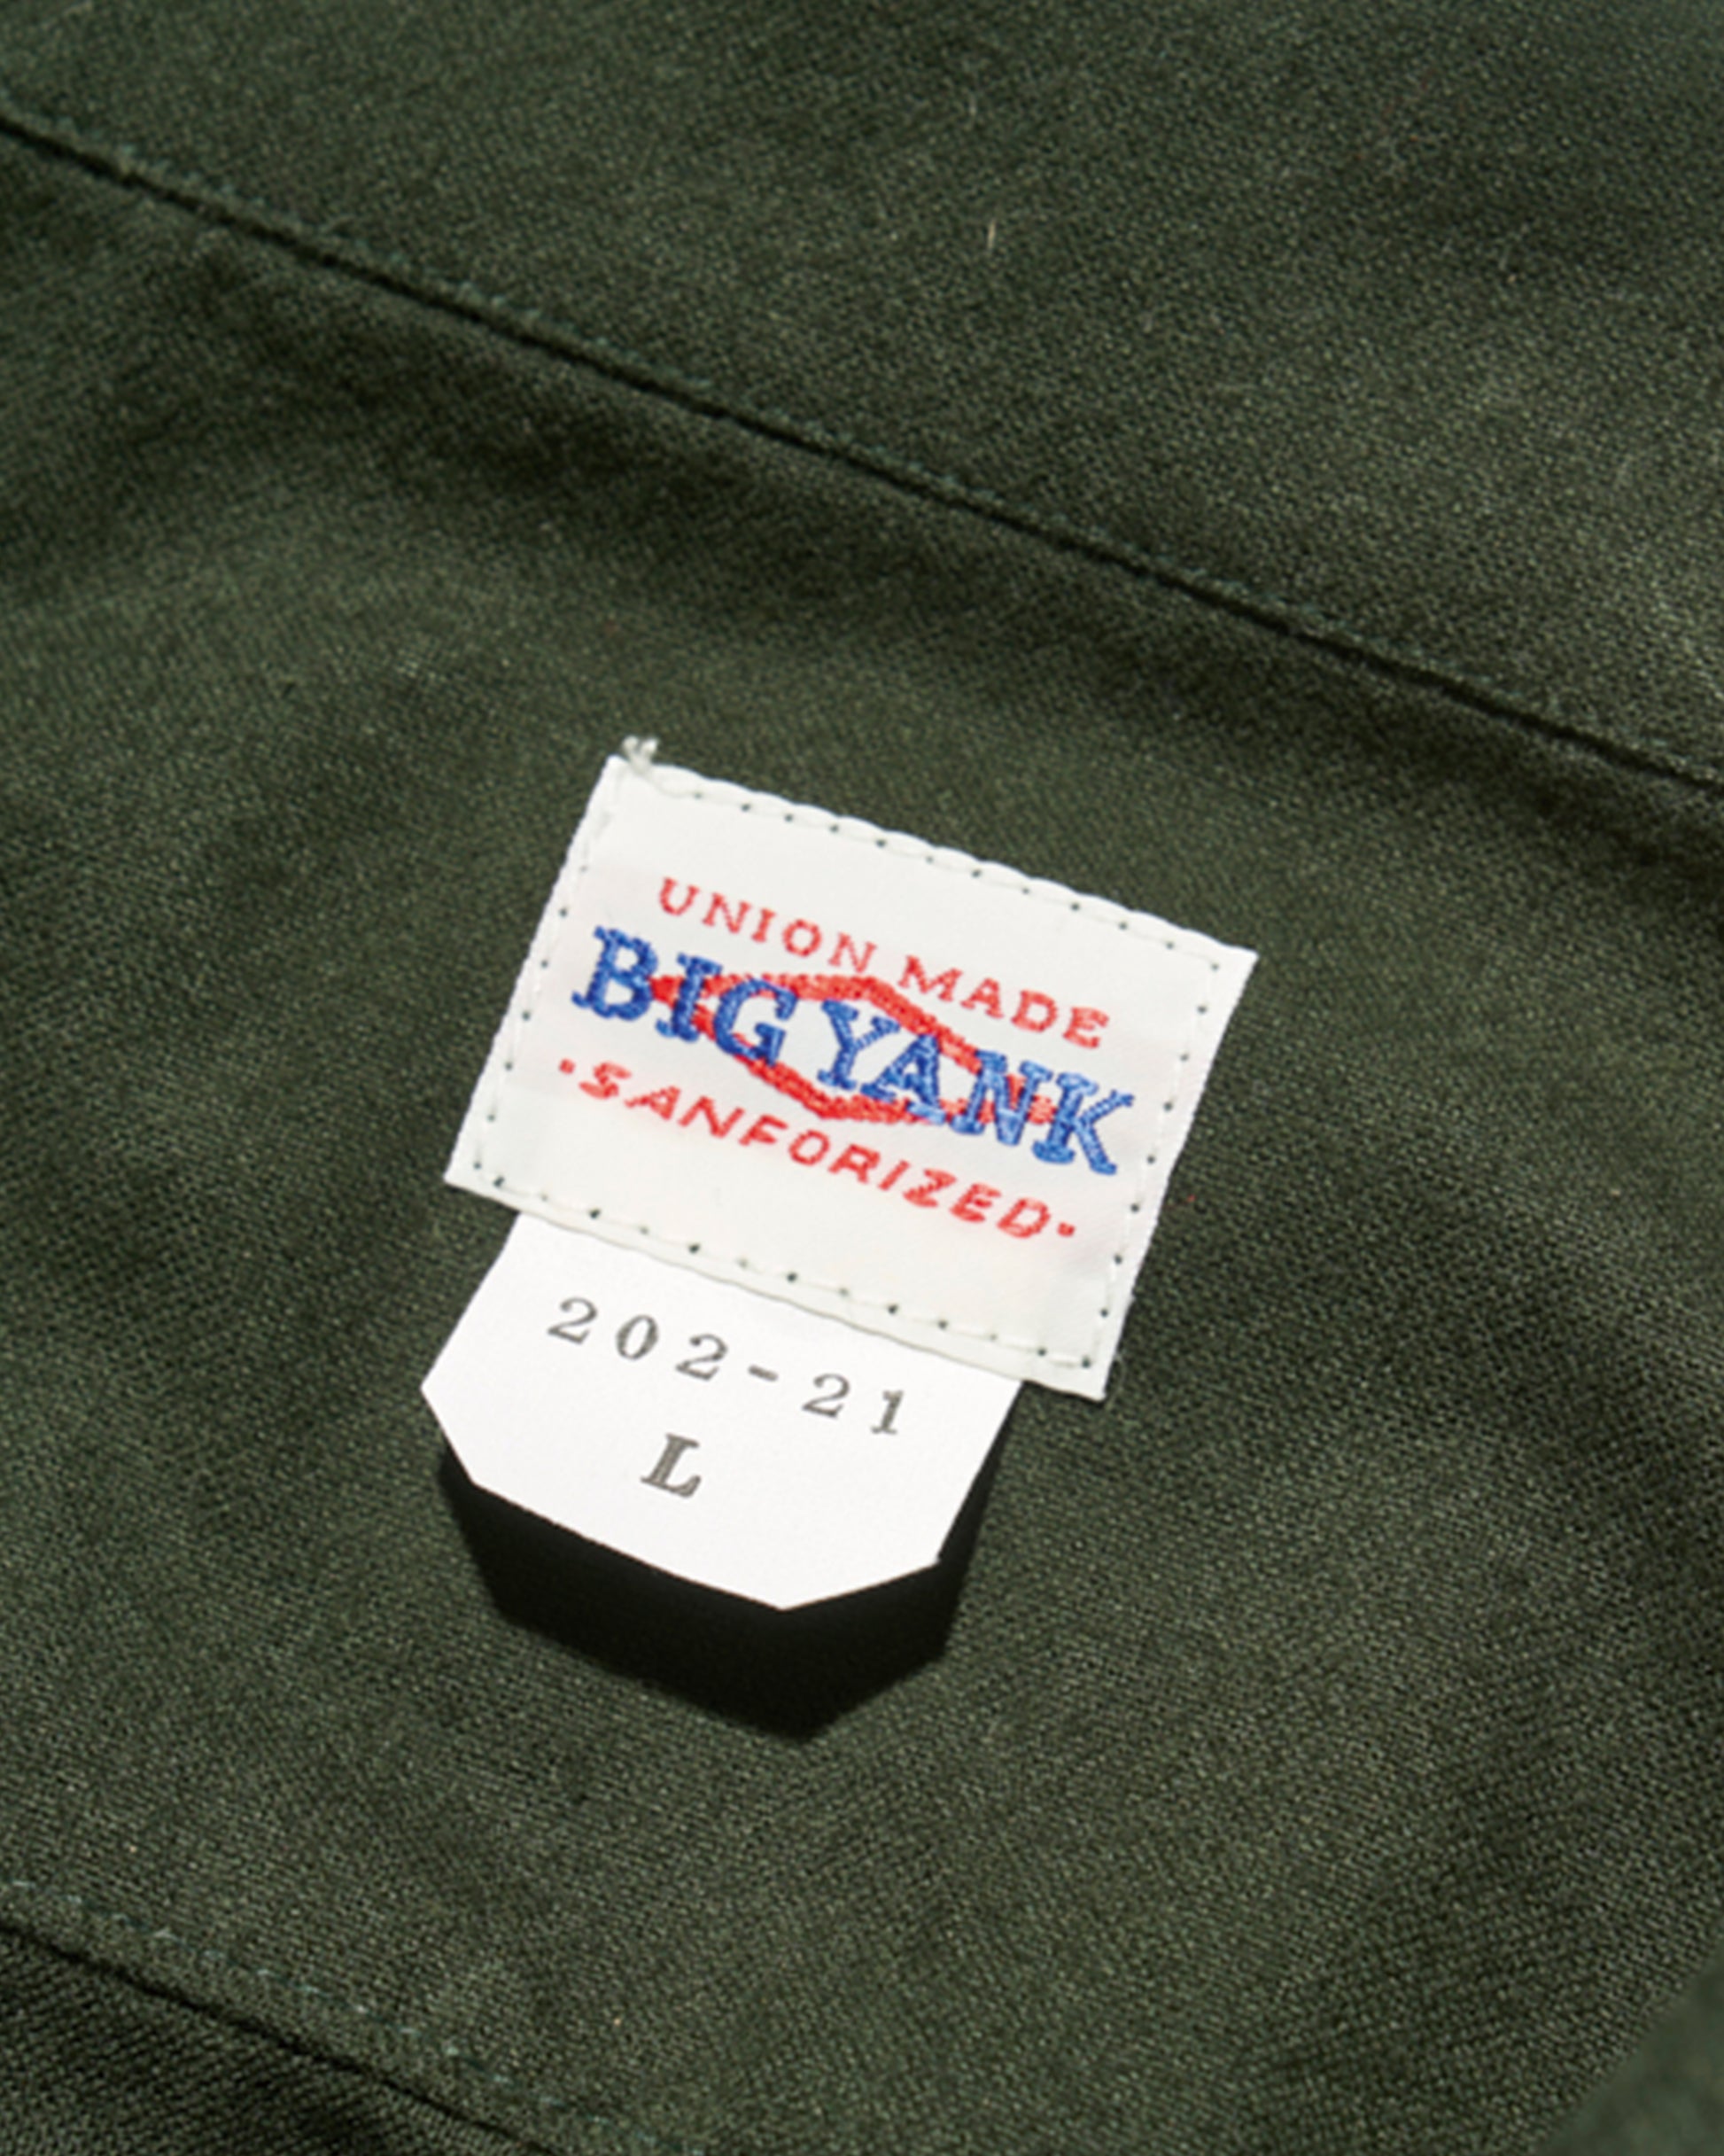 UNION MADE
BIG YANK
·SANFORIZED·
202-21
L